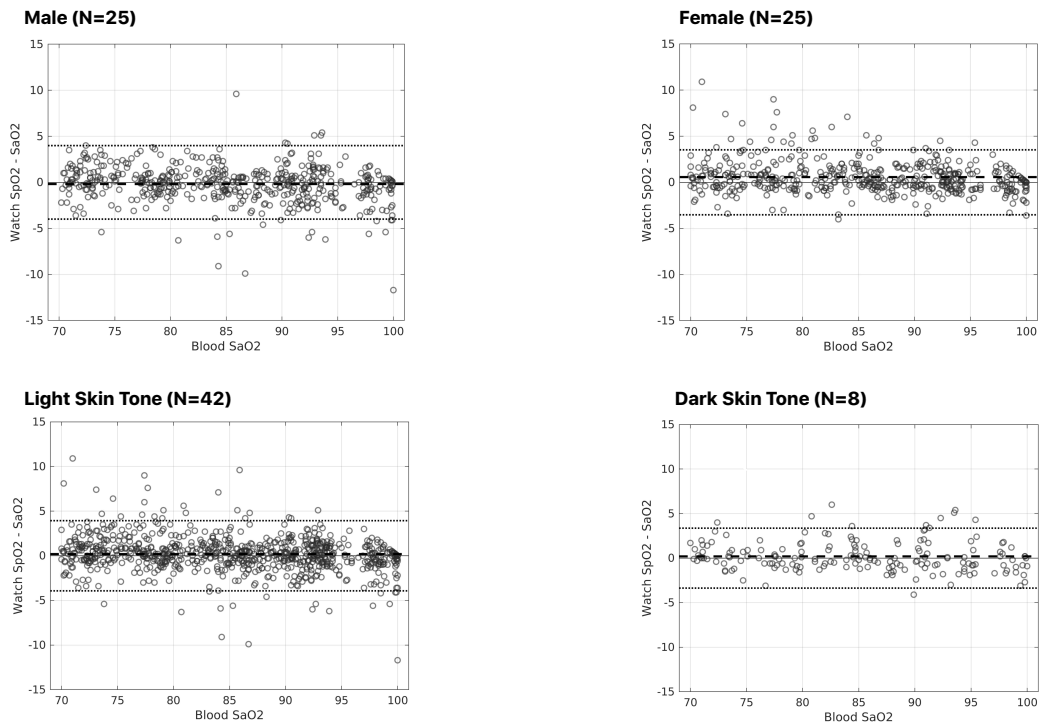 Male (N=25)
15
10
5
0
-5
-10
-15
Watch SpO2 - SaO2
70 75 80 85 90 95 100
Blood SaO2
Female (N=25)
15
10
5
0
-5
-10
-15
Watch SpO2 - SaO2
70 75 80 85 90 95 100
Blood SaO2
Light Skin Tone (N=42)
15
10
5
0
-5
-10
-15
Watch SpO2 - SaO2
70 75 80 85 90 95 100
Blood SaO2
Dark Skin Tone (N=8)
15
10
5
0
-5
-10
-15
Watch SpO2 - SaO2
70 75 80 85 90 95 100
Blood SaO2